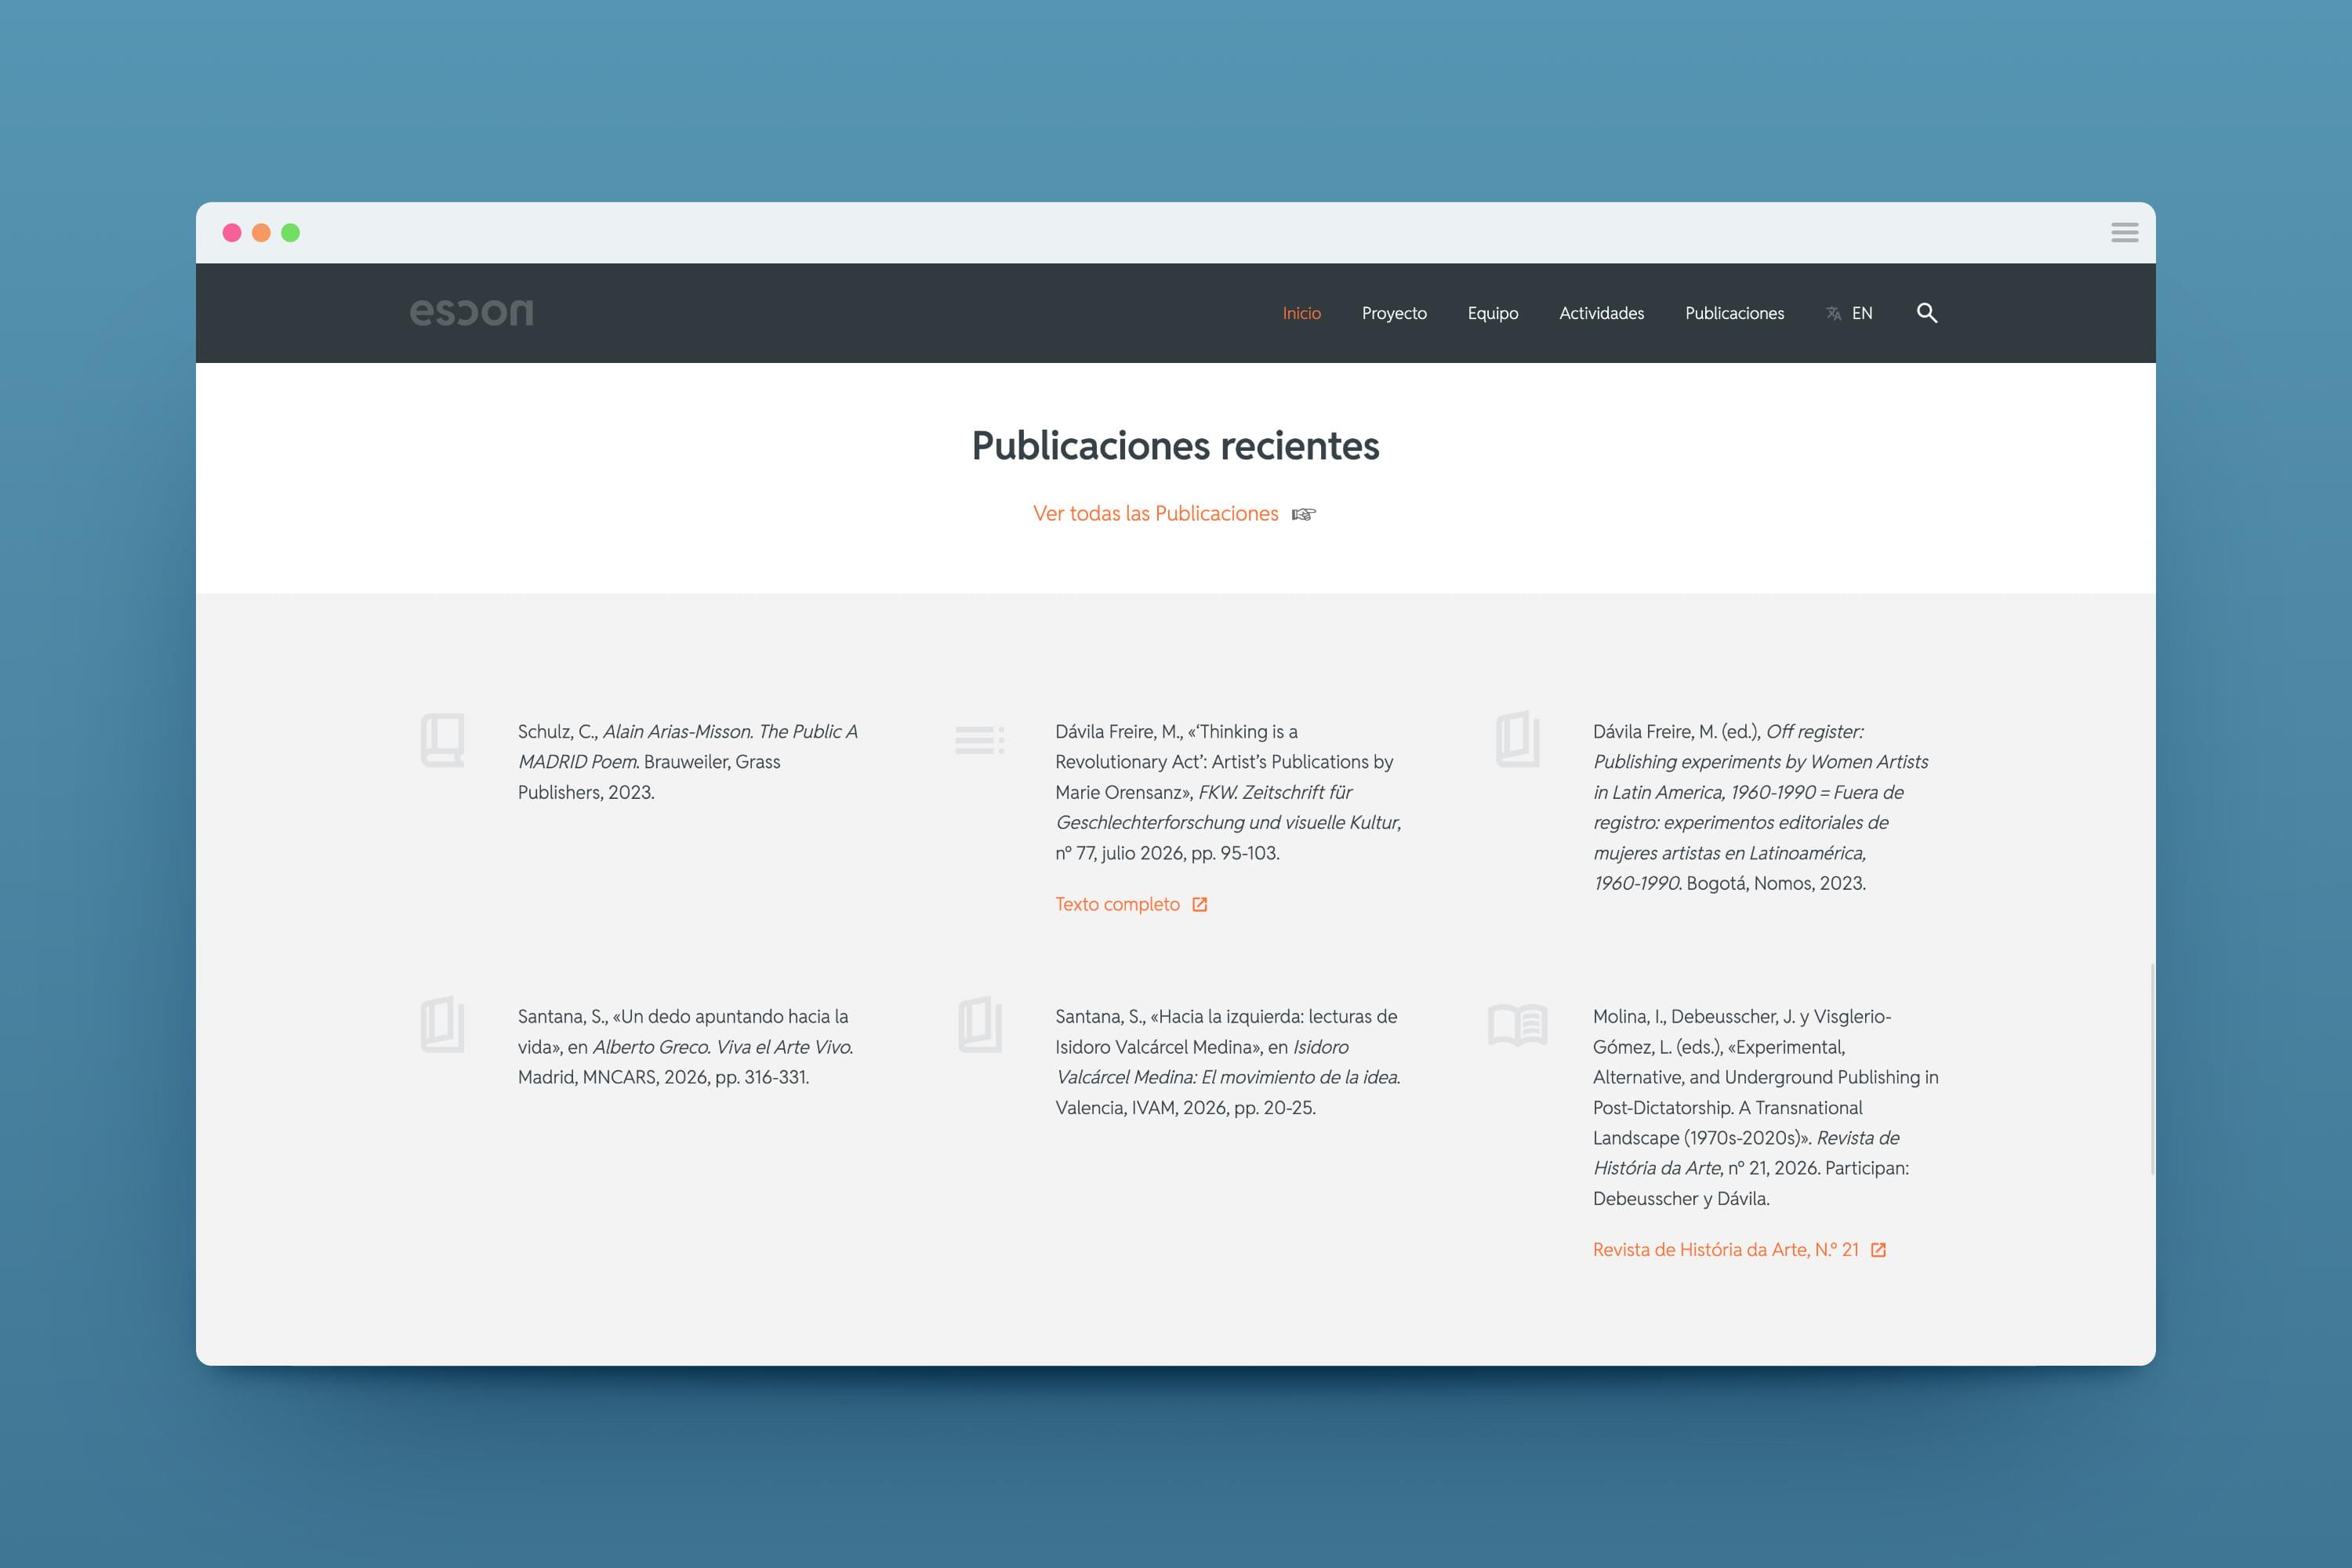 escon
Inicio Proyecto Equipo Actividades Publicaciones EN
Publicaciones recientes
Ver todas las Publicaciones
Schulz, C., Alain Arias-Misson. The Public A
MADRID Poem. Brauweiler, Grass
Publishers, 2023.
Dávila Freire, M., «‘Thinking is a
Revolutionary Act’: Artist’s Publications by
Marie Orensanz», FKW. Zeitschrift für
Geschlechterforschung und visuelle Kultur,
nº 77, julio 2026, pp. 95-103.
Texto completo
Dávila Freire, M. (ed.), Off register:
Publishing experiments by Women Artists
in Latin America, 1960-1990 = Fuera de
registro: experimentos editoriales de
mujeres artistas en Latinoamérica,
1960-1990. Bogotá, Nomos, 2023.
Santana, S., «Un dedo apuntando hacia la
vida», en Alberto Greco. Viva el Arte Vivo.
Madrid, MNCARS, 2026, pp. 316-331.
Santana, S., «Hacia la izquierda: lecturas de
Isidoro Valcárcel Medina», en Isidoro
Valcárcel Medina: El movimiento de la idea.
Valencia, IVAM, 2026, pp. 20-25.
Molina, I., Debeusscher, J. y Visglerio-
Gómez, L. (eds.), «Experimental,
Alternative, and Underground Publishing in
Post-Dictatorship. A Transnational
Landscape (1970s-2020s)». Revista de
História da Arte, nº 21, 2026. Participan:
Debeusscher y Dávila.
Revista de História da Arte, N.º 21